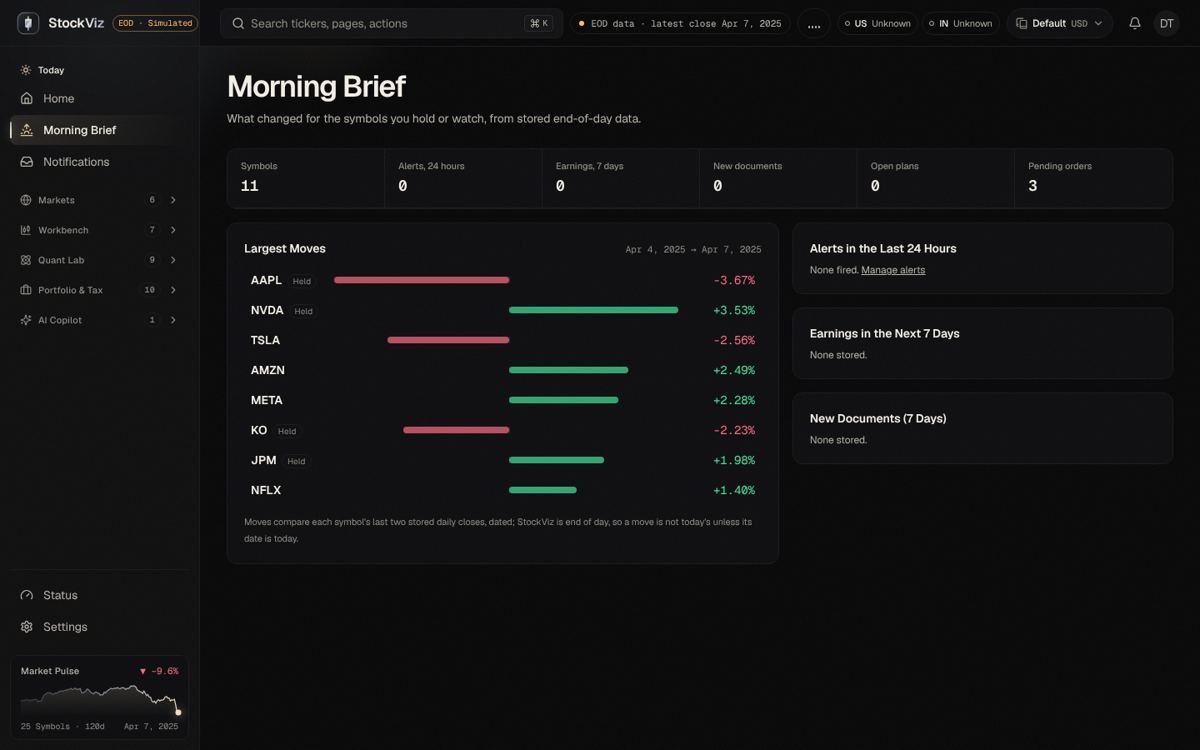 StockViz
EOD · Simulated
Search tickers, pages, actions
⌘ K
EOD data · latest close Apr 7, 2025
....
US Unknown
IN Unknown
Default USD
DT
Today
Home
Morning Brief
Notifications
Markets 6
Workbench 7
Quant Lab 9
Portfolio & Tax 10
AI Copilot 1
Status
Settings
Market Pulse ▼ -9.6%
25 Symbols · 120d Apr 7, 2025
Morning Brief
What changed for the symbols you hold or watch, from stored end-of-day data.
Symbols
11
Alerts, 24 hours
0
Earnings, 7 days
0
New documents
0
Open plans
0
Pending orders
3
Largest Moves Apr 4, 2025 → Apr 7, 2025
AAPL Held -3.67%
NVDA Held +3.53%
TSLA -2.56%
AMZN +2.49%
META +2.28%
KO Held -2.23%
JPM Held +1.98%
NFLX +1.40%
Moves compare each symbol's last two stored daily closes, dated; StockViz is end of day, so a move is not today's unless its
date is today.
Alerts in the Last 24 Hours
None fired. Manage alerts
Earnings in the Next 7 Days
None stored.
New Documents (7 Days)
None stored.